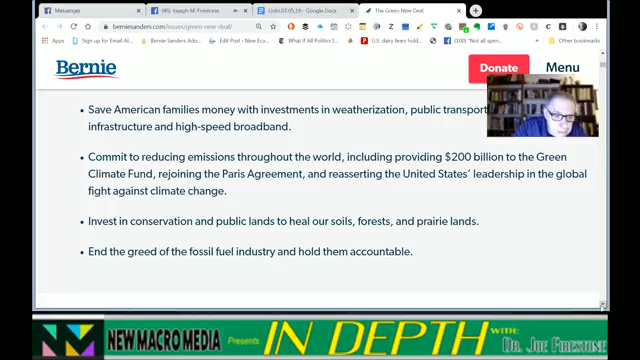 Metaerogin
(85) Joseph M. Firestone
Links.07.05.19 - Google Docs
The Green New Deal
berniesanders.com/issues/green-new-deal/
Apps
Sign up for Email Al
Bernie Sanders Ado
Edit Post - New Eco
What if All Politics I
Cart
U.S. dairy fears hold
(100) "Not all spen
Other bookmarks
Bernie
Donate
Menu
• Save American families money with investments in weatherization, public transport
infrastructure and high-speed broadband.
• Commit to reducing emissions throughout the world, including providing $200 billion to the Green
Climate Fund, rejoining the Paris Agreement, and reasserting the United States' leadership in the global
fight against climate change.
• Invest in conservation and public lands to heal our soils, forests, and prairie lands.
• End the greed of the fossil fuel industry and hold them accountable.
NEW MACRO MEDIA Presents: IN DEPTH WITH:
DR. JOE FIRESTONE